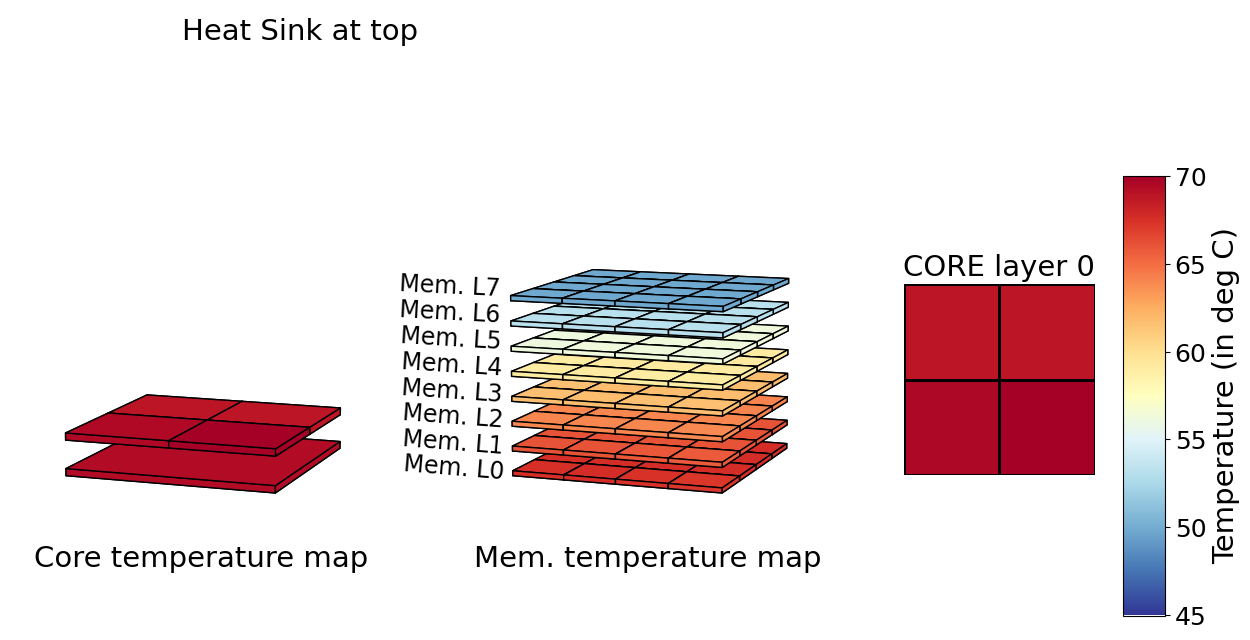 Heat Sink at top
Mem. L7
Mem. L6
Mem. L5
Mem. L4
Mem. L3
Mem. L2
Mem. L1
Mem. L0
Core temperature map
Mem. temperature map
CORE layer 0
70
65
60
55
50
45
Temperature (in deg C)